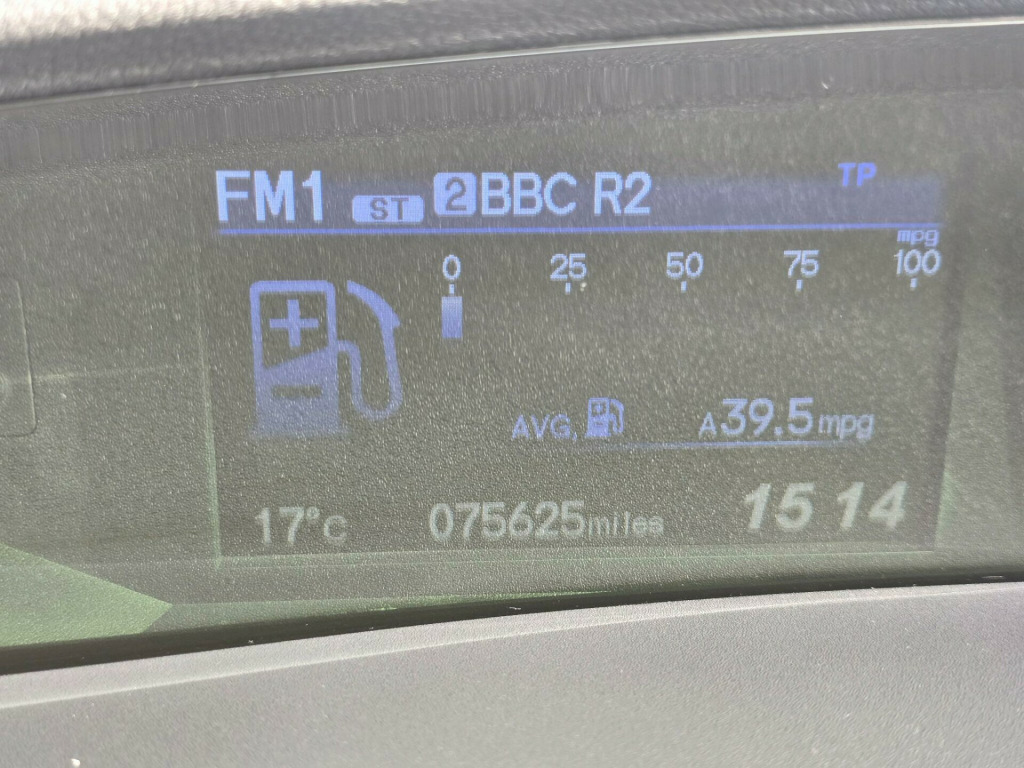 FM1 ST 2 BBC R2 TP
mpg
0 25 50 75 100
AVG. A39.5mpg
17°C 075625miles 15 14